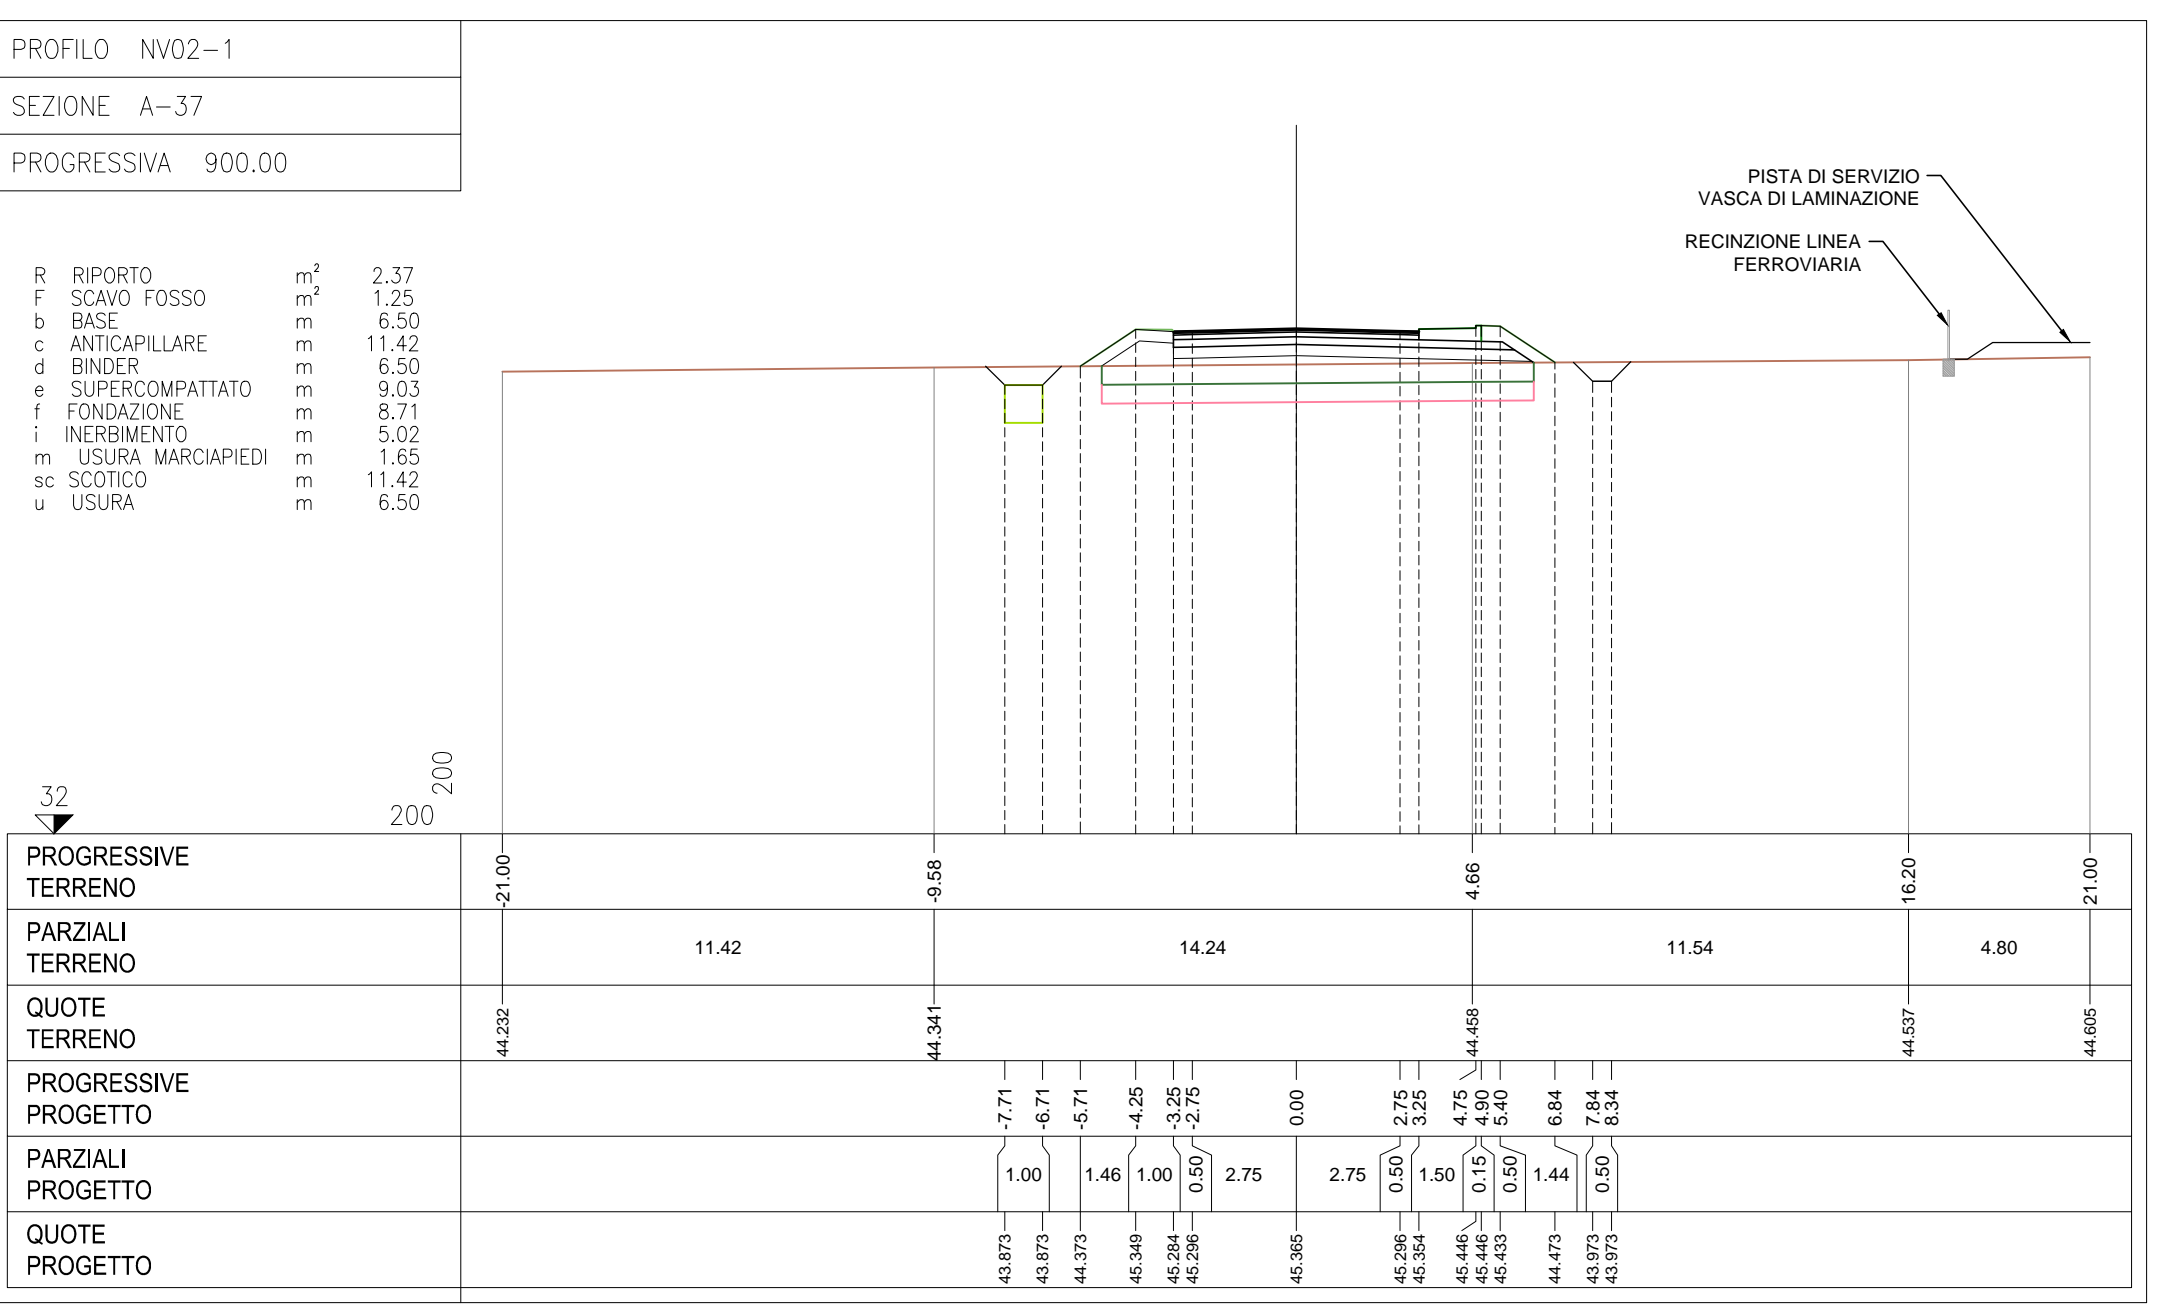 PROFILO NV02-1
SEZIONE A-37
PROGRESSIVA 900.00
PISTA DI SERVIZIO
VASCA DI LAMINAZIONE
RECINZIONE LINEA
FERROVIARIA
R RIPORTO m² 2.37
F SCAVO FOSSO m² 1.25
b BASE m 6.50
c ANTICAPILLARE m 11.42
d BINDER m 6.50
e SUPERCOMPATTATO m 9.03
f FONDAZIONE m 8.71
i INERBIMENTO m 5.02
m USURA MARCIAPIEDI m 1.65
sc SCOTICO m 11.42
u USURA m 6.50
200
32
200
PROGRESSIVE
TERRENO
-21.00 -9.58 4.66 16.20 21.00
PARZIALI
TERRENO
11.42 14.24 11.54 4.80
QUOTE
TERRENO
44.232 44.341 44.458 44.537 44.605
PROGRESSIVE
PROGETTO
-7.71 -6.71 -5.71 -4.25 -3.25 -2.75 0.00 2.75 3.25 4.75 4.90 5.40 6.84 7.84 8.34
PARZIALI
PROGETTO
1.00 1.46 1.00 0.50 2.75 2.75 0.50 1.50 0.15 0.50 1.44 0.50
QUOTE
PROGETTO
43.873 43.873 44.373 45.349 45.284 45.296 45.365 45.296 45.354 45.446 45.446 45.433 44.473 43.973 43.973